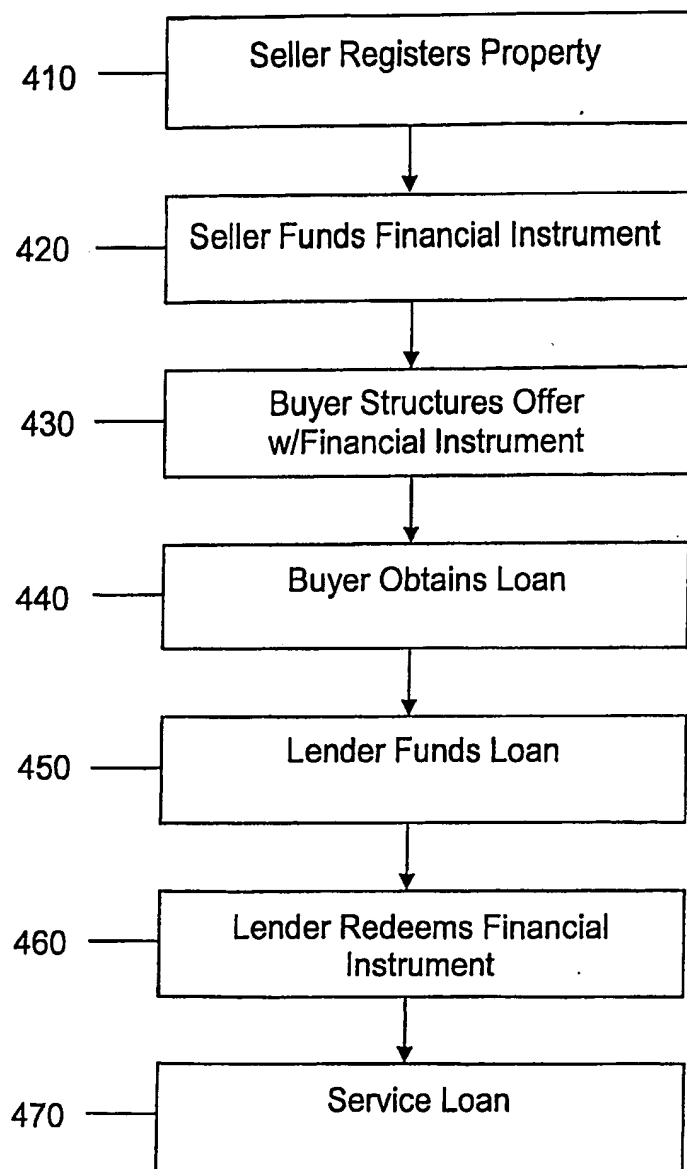 410
Seller Registers Property
420
Seller Funds Financial Instrument
430
Buyer Structures Offer
w/Financial Instrument
440
Buyer Obtains Loan
450
Lender Funds Loan
460
Lender Redeems Financial
Instrument
470
Service Loan